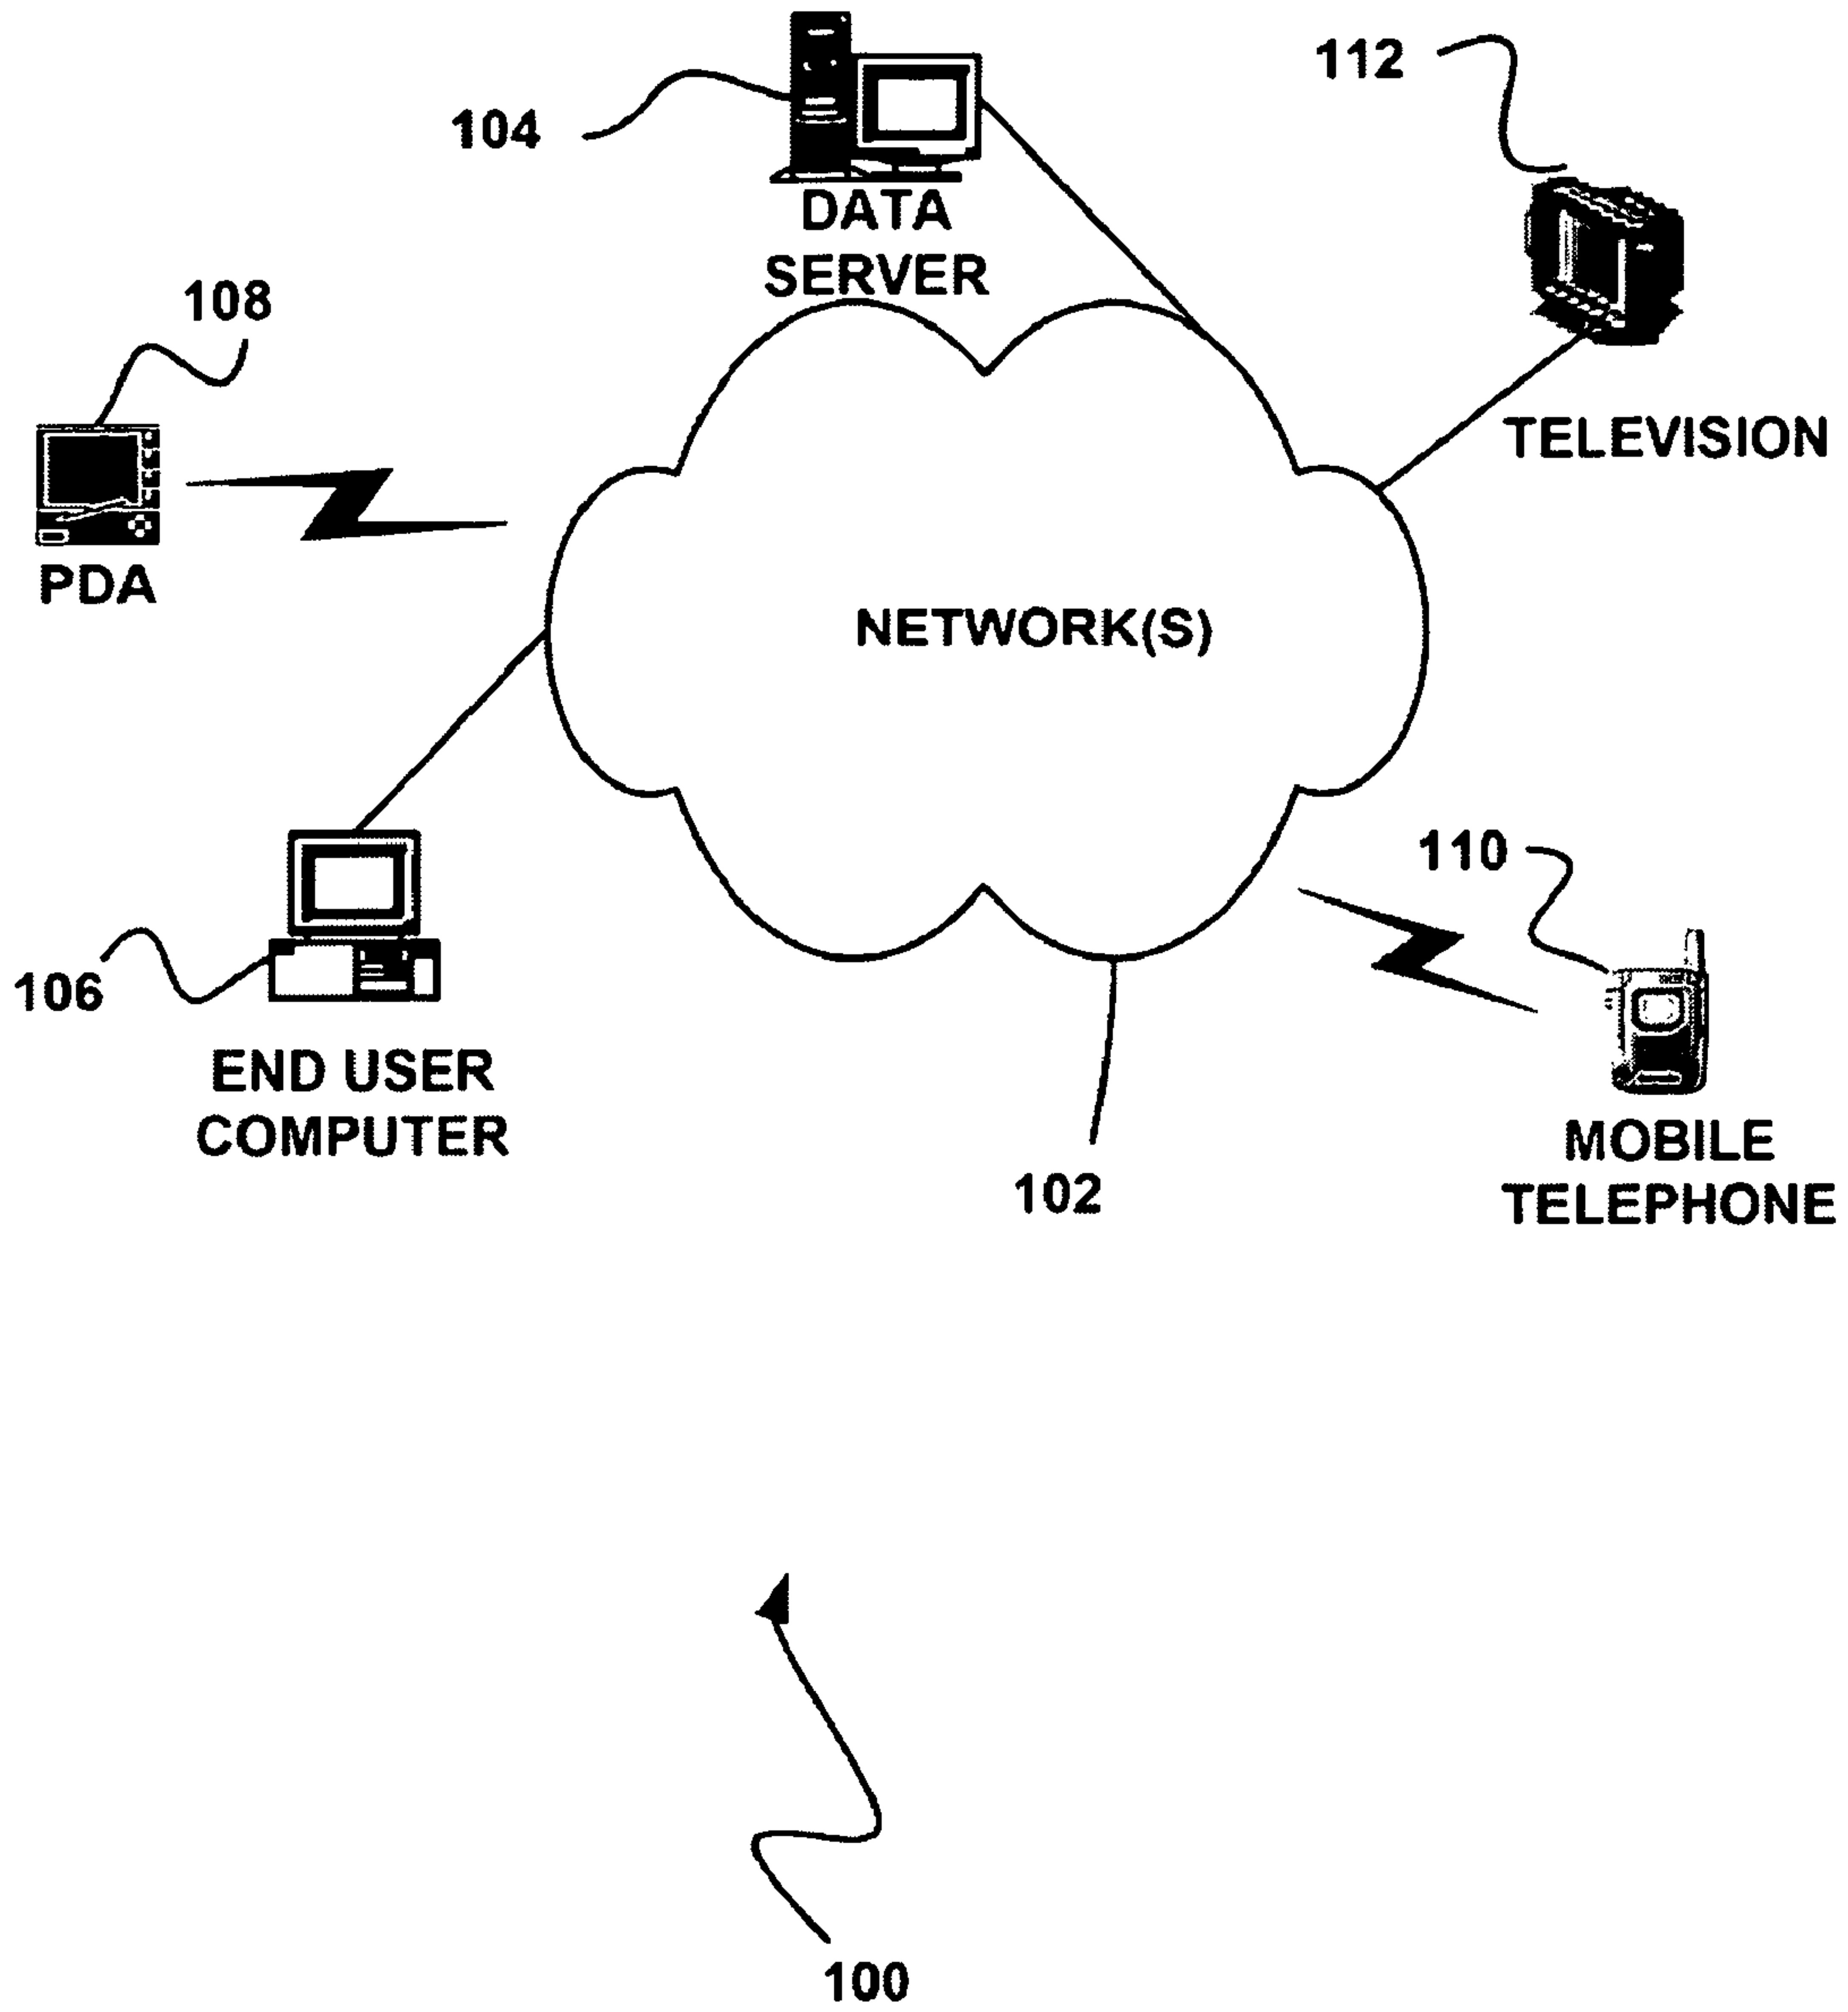 112
104
DATA
SERVER
108
TELEVISION
PDA
NETWORK(S)
110
106
END USER
COMPUTER
MOBILE
TELEPHONE
102
100